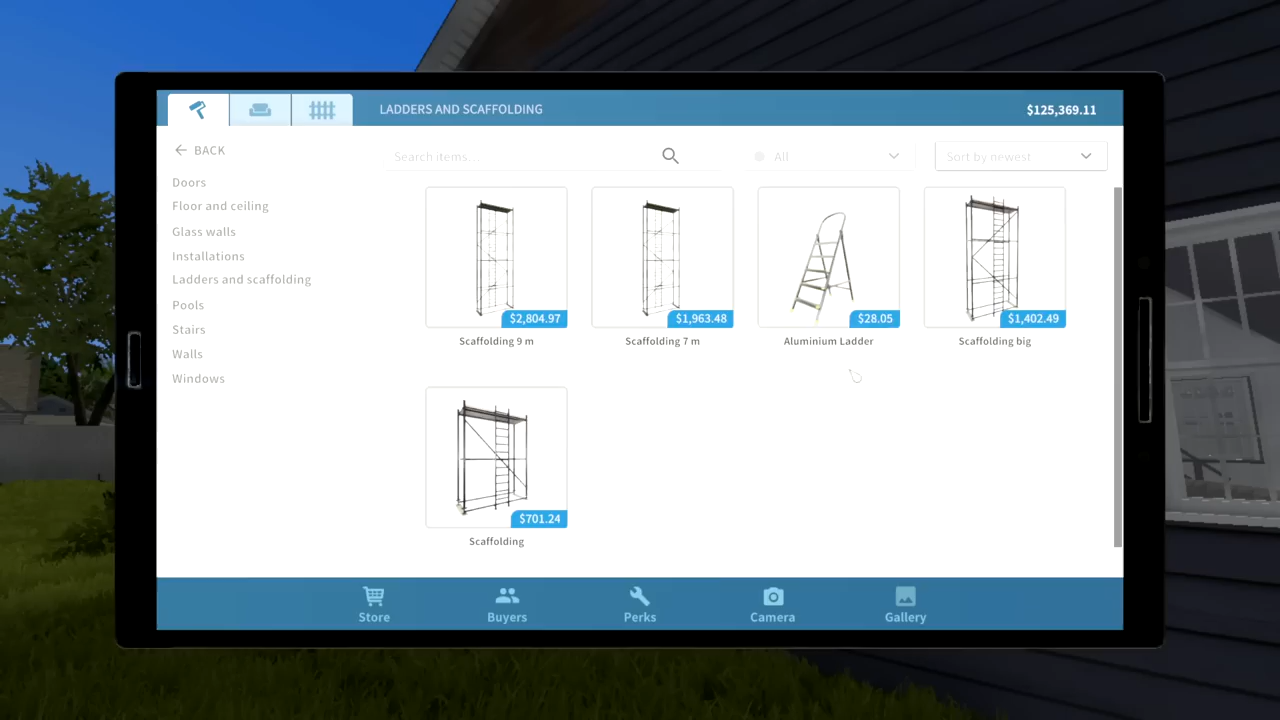 LADDERS AND SCAFFOLDING
$125,369.11
BACK
Search items...
All
Sort by newest
Doors
Floor and ceiling
Glass walls
Installations
Ladders and scaffolding
Pools
Stairs
Walls
Windows
$2,804.97
$1,963.48
$28.05
$1,402.49
Scaffolding 9 m
Scaffolding 7 m
Aluminium Ladder
Scaffolding big
$701.24
Scaffolding
Store
Buyers
Perks
Camera
Gallery